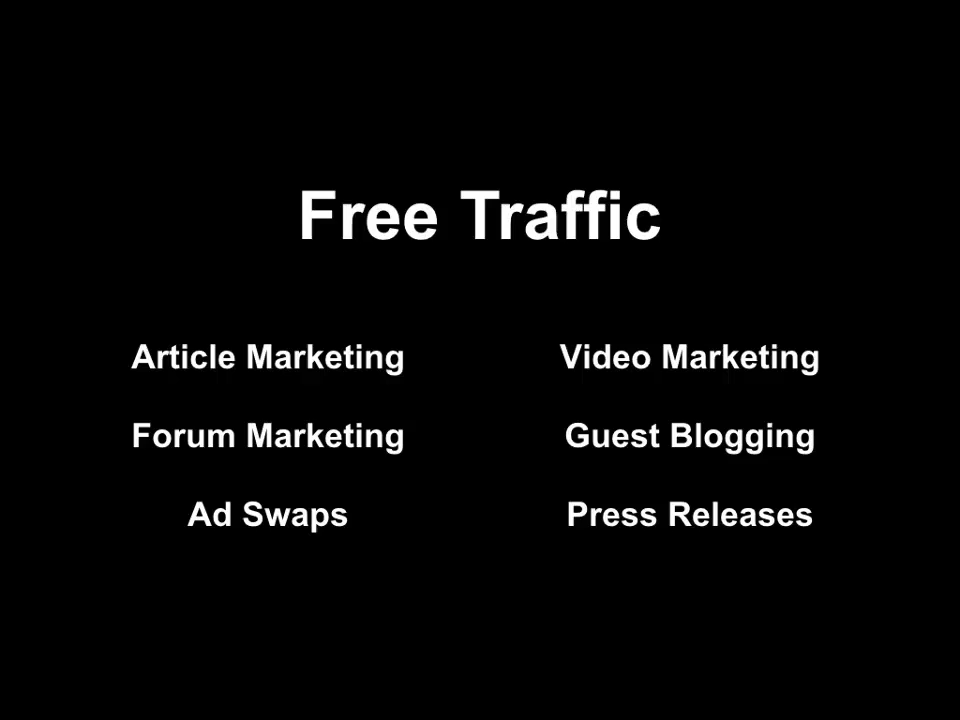 Free Traffic
Article Marketing
Video Marketing
Forum Marketing
Guest Blogging
Ad Swaps
Press Releases